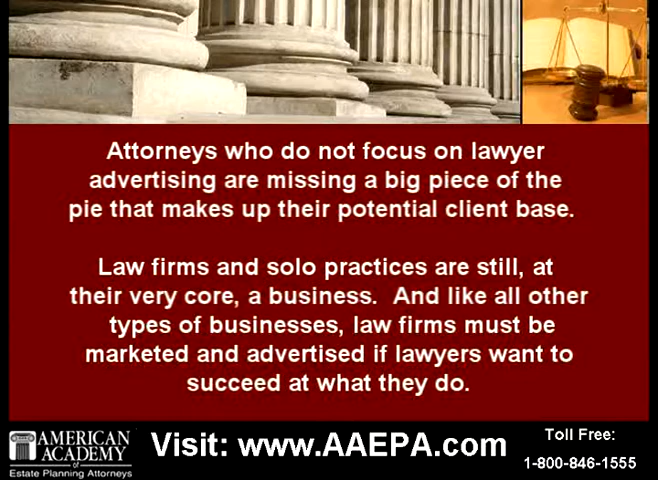 Attorneys who do not focus on lawyer
advertising are missing a big piece of the
pie that makes up their potential client base.
Law firms and solo practices are still, at
their very core, a business.  And like all other
types of businesses, law firms must be
marketed and advertised if lawyers want to
succeed at what they do.
AMERICAN
ACADEMY
of
Estate Planning Attorneys
Visit: www.AAEPA.com
Toll Free:
1-800-846-1555